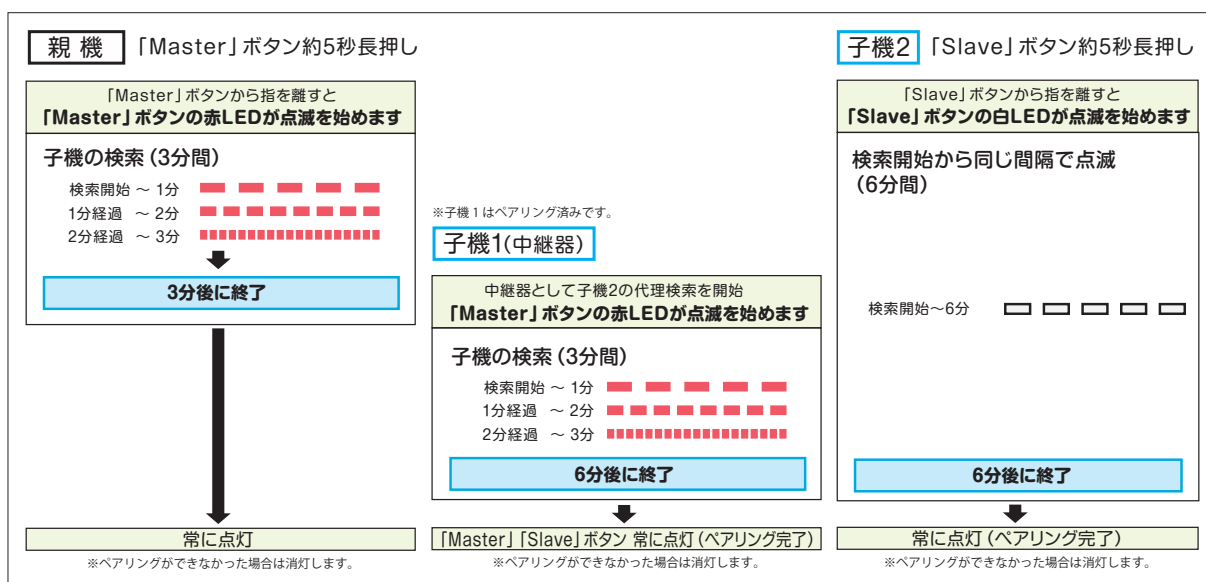 親機 「Master」ボタン約5秒長押し
「Master」ボタンから指を離すと
「Master」ボタンの赤LEDが点滅を始めます
子機の検索(3分間)
検索開始 ～ 1分
1分経過 ～ 2分
2分経過 ～ 3分
3分後に終了
常に点灯
※ペアリングができなかった場合は消灯します。
※子機1はペアリング済みです。
子機1(中継器)
中継器として子機2の代理検索を開始
「Master」ボタンの赤LEDが点滅を始めます
子機の検索(3分間)
検索開始 ～ 1分
1分経過 ～ 2分
2分経過 ～ 3分
6分後に終了
「Master」「Slave」ボタン 常に点灯(ペアリング完了)
※ペアリングができなかった場合は消灯します。
子機2 「Slave」ボタン約5秒長押し
「Slave」ボタンから指を離すと
「Slave」ボタンの白LEDが点滅を始めます
検索開始から同じ間隔で点滅
(6分間)
検索開始～6分
6分後に終了
常に点灯(ペアリング完了)
※ペアリングができなかった場合は消灯します。